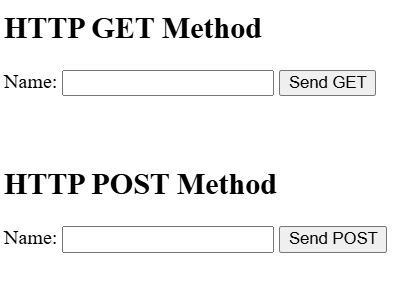 HTTP GET Method
Name: Send GET
HTTP POST Method
Name: Send POST